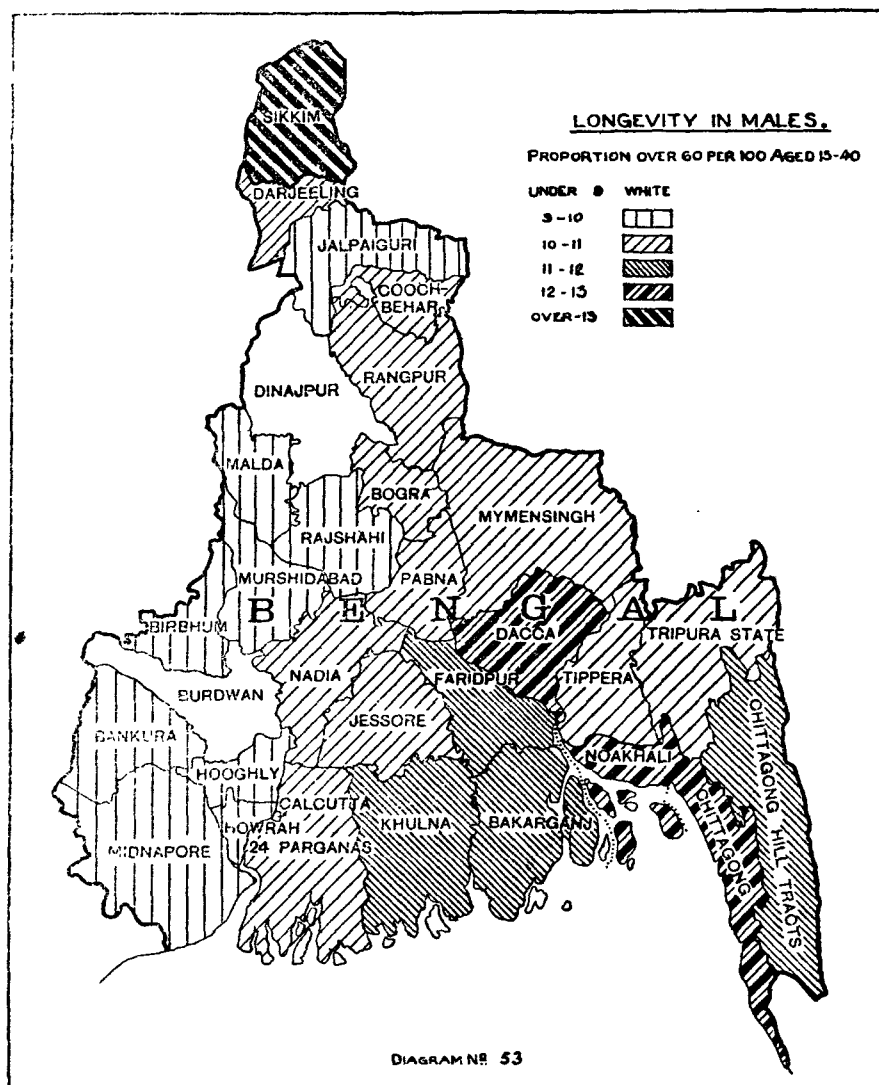 LONGEVITY IN MALES.
PROPORTION OVER 60 PER 100 AGED 15-40
UNDER 9 WHITE
9-10
10-11
11-12
12-13
OVER-13
SIKKIM
DARJEELING
JALPAIGURI
COOCH-
BEHAR
RANGPUR
DINAJPUR
MALDA
BOGRA
RAJSHAHI
MYMENSINGH
MURSHIDABAD
PABNA
BENGAL
BIRBHUM
DACCA
TRIPURA STATE
NADIA
FARIDPUR
TIPPERA
BURDWAN
JESSORE
BANKURA
NOAKHALI
CHITTAGONG HILL TRACTS
HOOGHLY
CALCUTTA
CHITTAGONG
HOWRAH
KHULNA
BAKARGANJ
MIDNAPORE
24 PARGANAS
DIAGRAM Nº 53